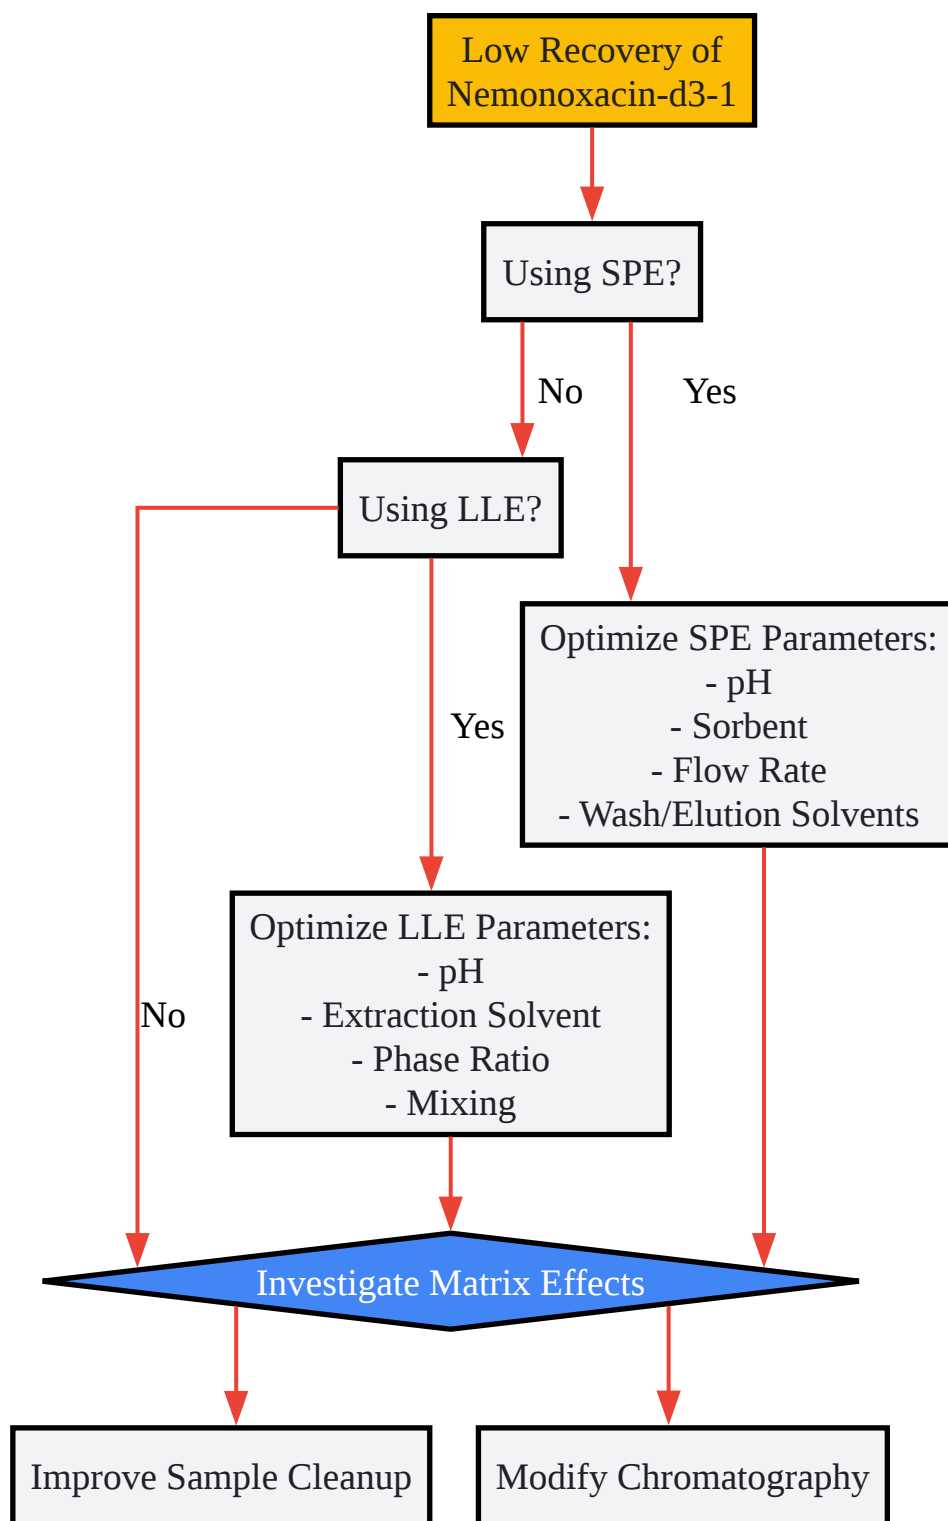 Low Recovery of
Nemonoxacin-d3-1
Using SPE?
No
Yes
Using LLE?
Optimize SPE Parameters:
- pH
- Sorbent
- Flow Rate
- Wash/Elution Solvents
Yes
Optimize LLE Parameters:
- pH
- Extraction Solvent
- Phase Ratio
- Mixing
No
Investigate Matrix Effects
Improve Sample Cleanup
Modify Chromatography